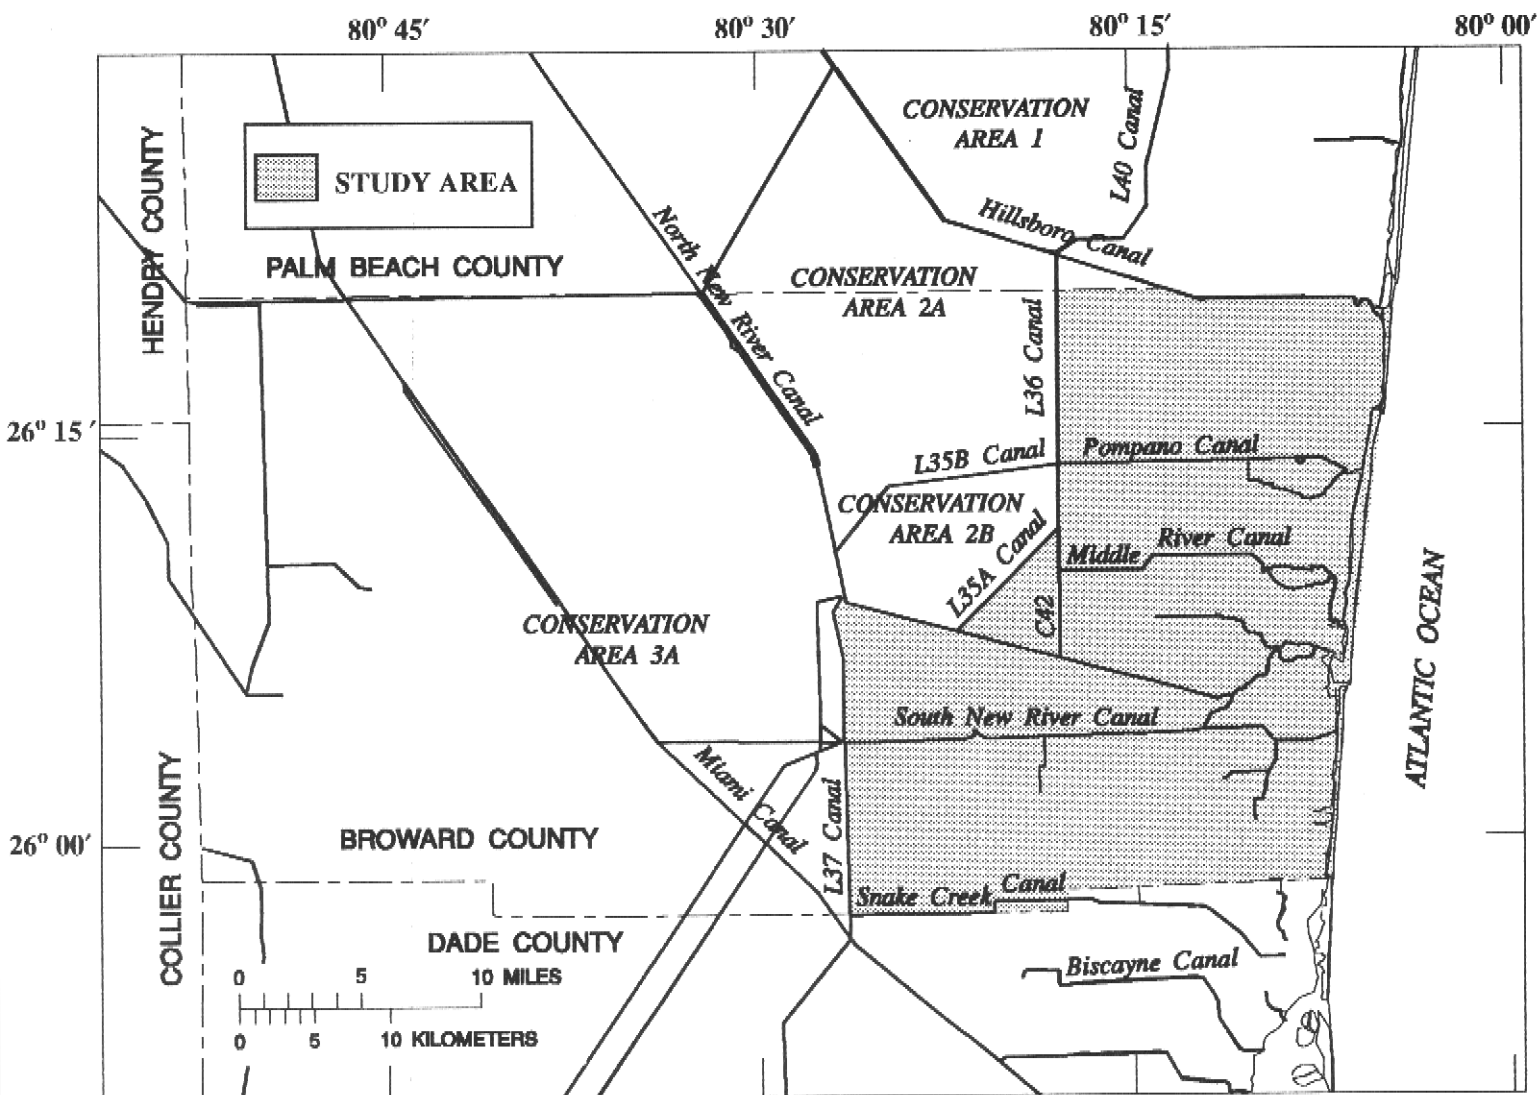 80° 45′
80° 30′
80° 15′
80° 00′
CONSERVATION
AREA 1
L40 Canal
HENDRY COUNTY
STUDY AREA
Hillsboro Canal
North New River Canal
PALM BEACH COUNTY
CONSERVATION
AREA 2A
L36 Canal
26° 15′
L35B Canal
Pompano Canal
CONSERVATION
AREA 2B
L35A Canal
Middle River Canal
C42
ATLANTIC OCEAN
CONSERVATION
AREA 3A
South New River Canal
Miami Canal
L37 Canal
COLLIER COUNTY
26° 00′
BROWARD COUNTY
Snake Creek Canal
DADE COUNTY
Biscayne Canal
0 5 10 MILES
0 5 10 KILOMETERS